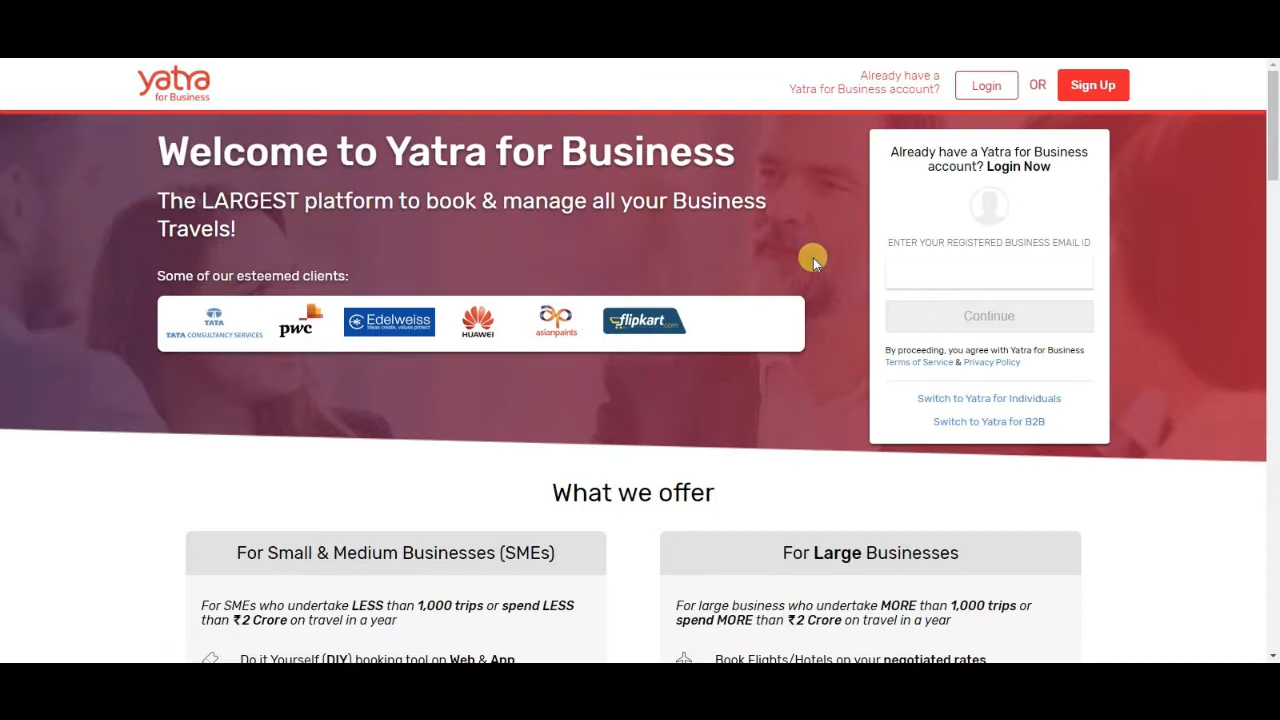 yatra
for Business
Already have a
Yatra for Business account?
Login
OR
Sign Up
Welcome to Yatra for Business
The LARGEST platform to book & manage all your Business
Travels!
Some of our esteemed clients:
TATA
TATA CONSULTANCY SERVICES
pwc
Edelweiss
Ideas create, values protect
HUAWEI
asianpaints
flipkart.com
Already have a Yatra for Business
account? Login Now
ENTER YOUR REGISTERED BUSINESS EMAIL ID
Continue
By proceeding, you agree with Yatra for Business
Terms of Service & Privacy Policy
Switch to Yatra for Individuals
Switch to Yatra for B2B
What we offer
For Small & Medium Businesses (SMEs)
For SMEs who undertake LESS than 1,000 trips or spend LESS
than ₹2 Crore on travel in a year
Do it Yourself (DIY) booking tool on Web & App
For Large Businesses
For large business who undertake MORE than 1,000 trips or
spend MORE than ₹2 Crore on travel in a year
Book Flights/Hotels on your negotiated rates